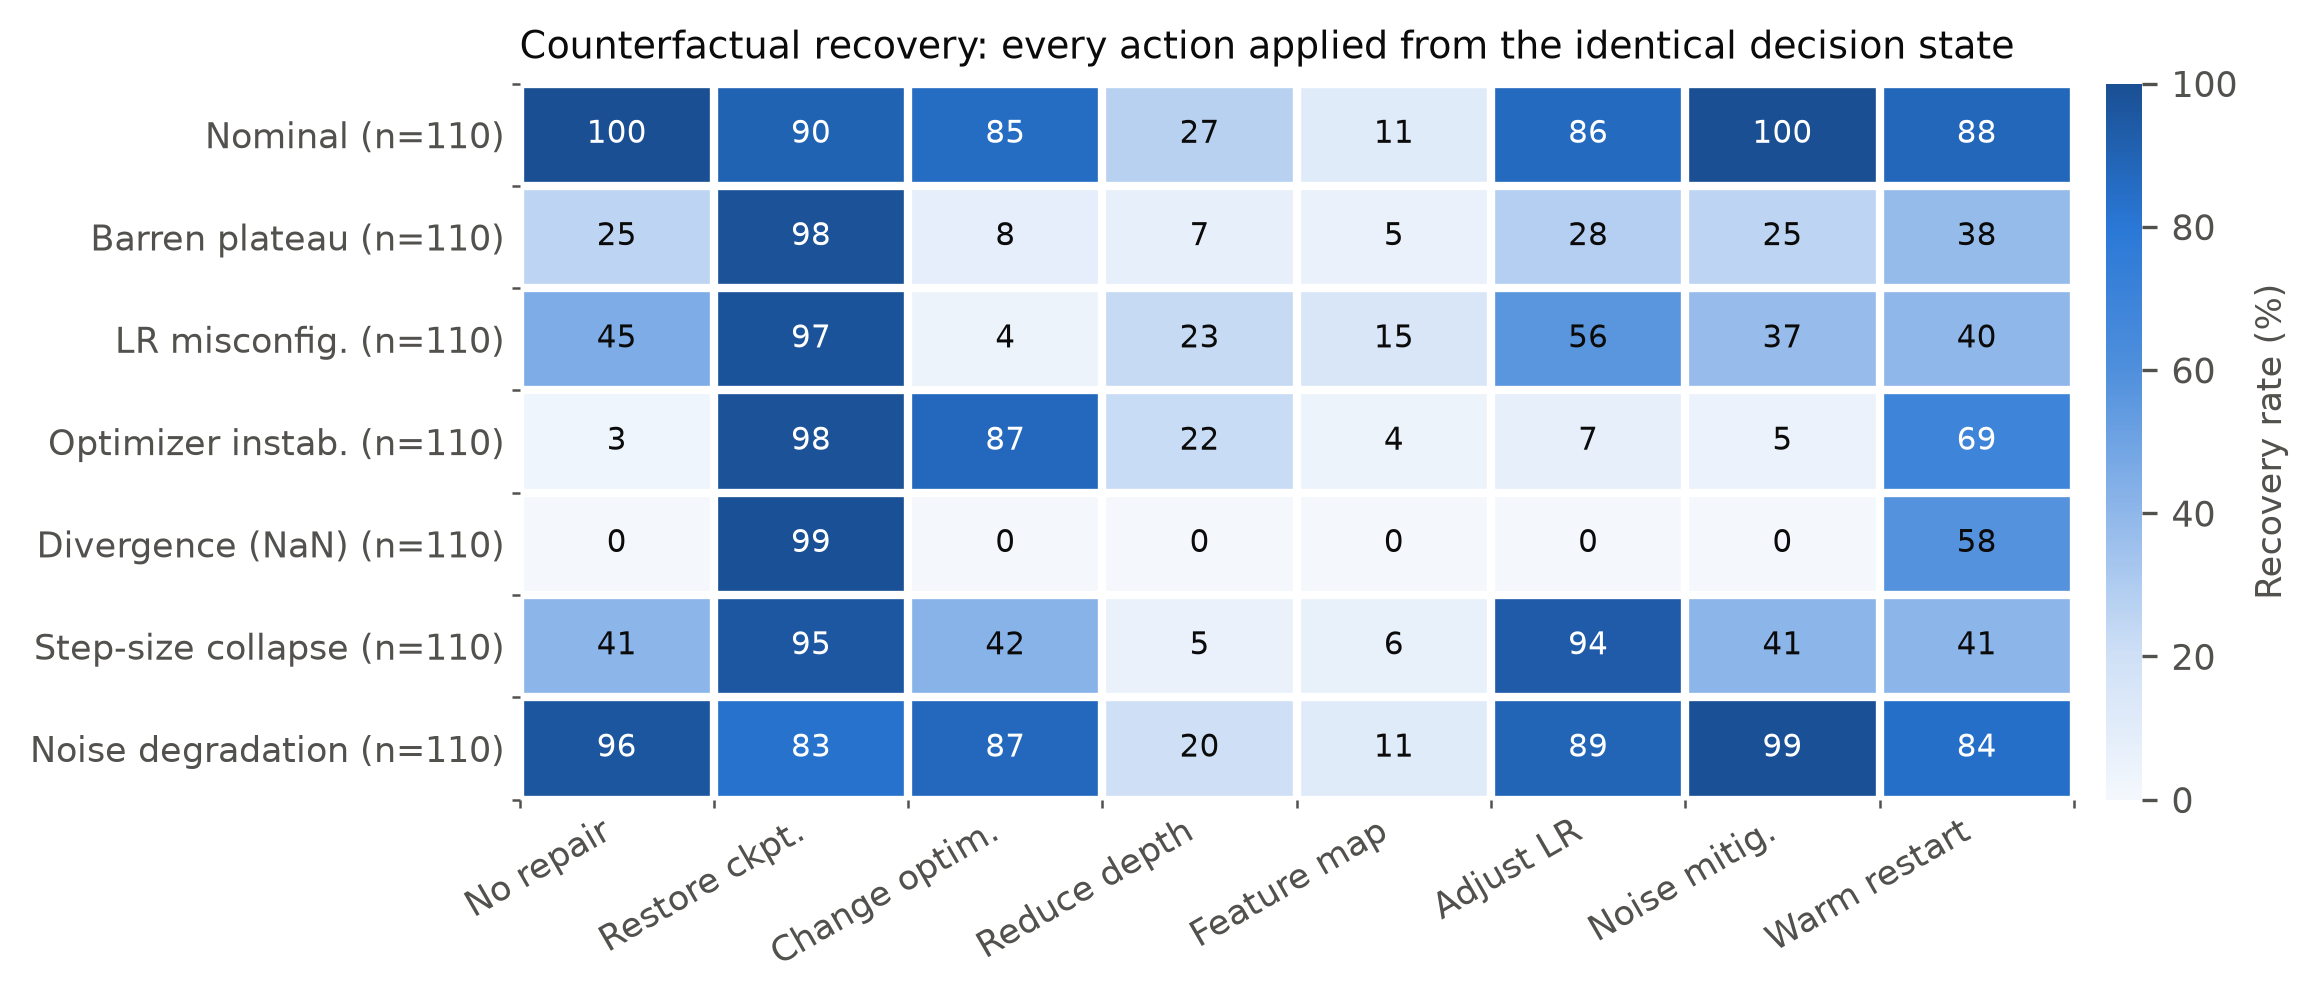 Counterfactual recovery: every action applied from the identical decision state
Nominal (n=110) 100 90 85 27 11 86 100 88
Barren plateau (n=110) 25 98 8 7 5 28 25 38
LR misconfig. (n=110) 45 97 4 23 15 56 37 40
Optimizer instab. (n=110) 3 98 87 22 4 7 5 69
Divergence (NaN) (n=110) 0 99 0 0 0 0 0 58
Step-size collapse (n=110) 41 95 42 5 6 94 41 41
Noise degradation (n=110) 96 83 87 20 11 89 99 84
No repair
Restore ckpt.
Change optim.
Reduce depth
Feature map
Adjust LR
Noise mitig.
Warm restart
100
80
60
40
20
0
Recovery rate (%)